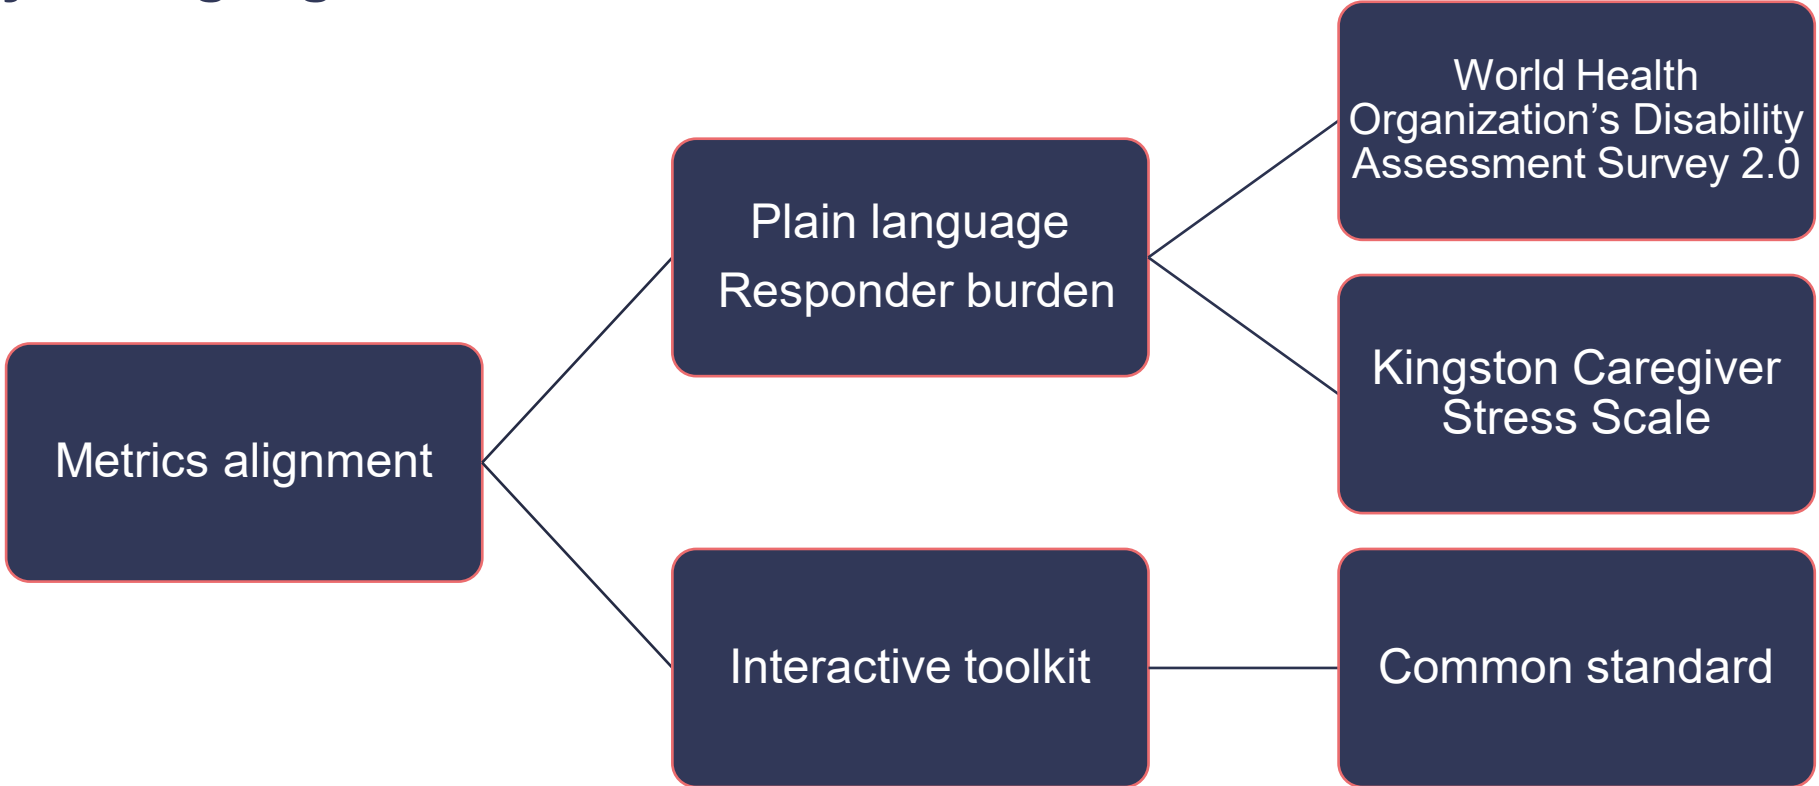 Metrics alignment
Plain language
Responder burden
World Health
Organization’s Disability
Assessment Survey 2.0
Kingston Caregiver
Stress Scale
Interactive toolkit
Common standard